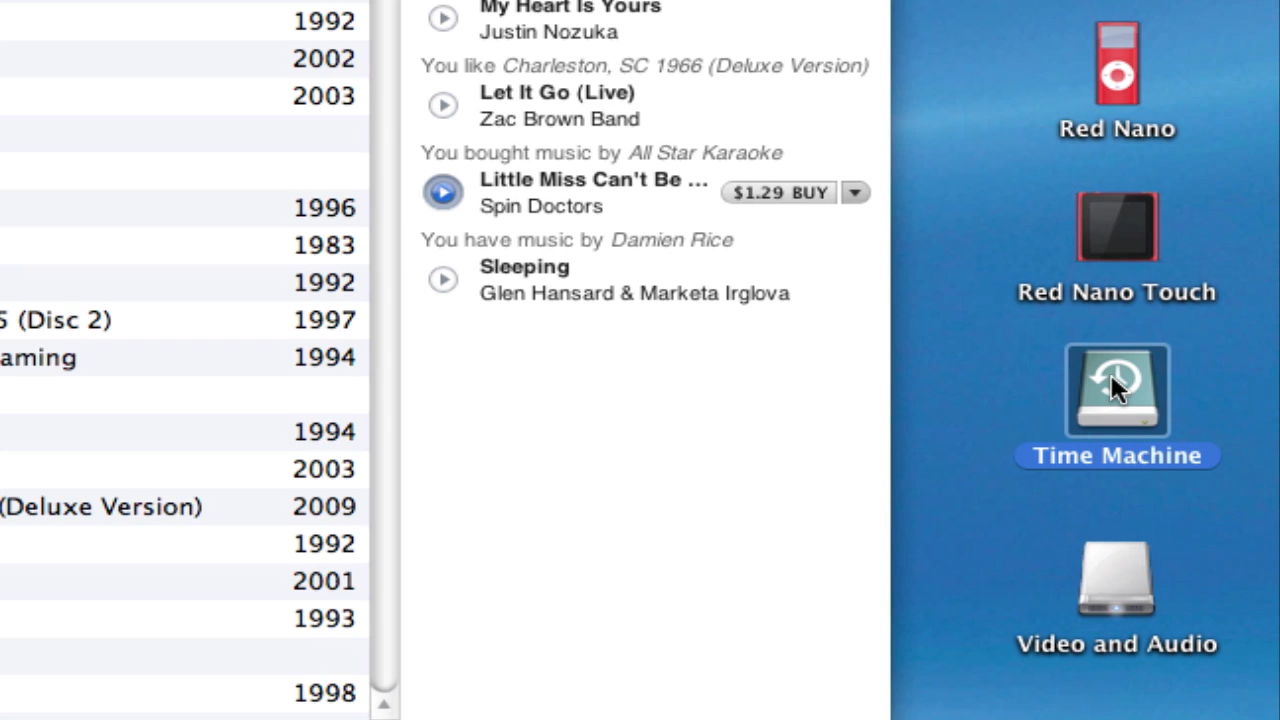 1992
2002
2003
1996
1983
1992
5 (Disc 2) 1997
aming 1994
1994
2003
(Deluxe Version) 2009
1992
2001
1993
1998
My Heart Is Yours
Justin Nozuka
You like Charleston, SC 1966 (Deluxe Version)
Let It Go (Live)
Zac Brown Band
You bought music by All Star Karaoke
Little Miss Can't Be ... $1.29 BUY
Spin Doctors
You have music by Damien Rice
Sleeping
Glen Hansard & Marketa Irglova
Red Nano
Red Nano Touch
Time Machine
Video and Audio